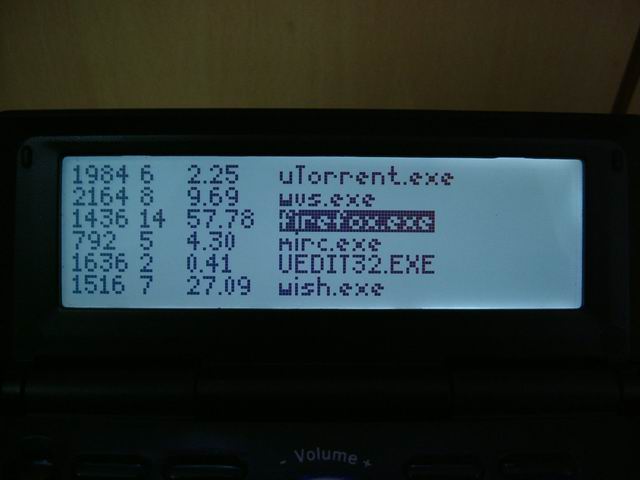 1984 6 2.25 uTorrent.exe
2164 8 9.69 wvs.exe
1436 14 57.78 firefox.exe
792 5 4.30 mirc.exe
1636 2 0.41 UEDIT32.EXE
1516 7 27.09 wish.exe
- Volume +